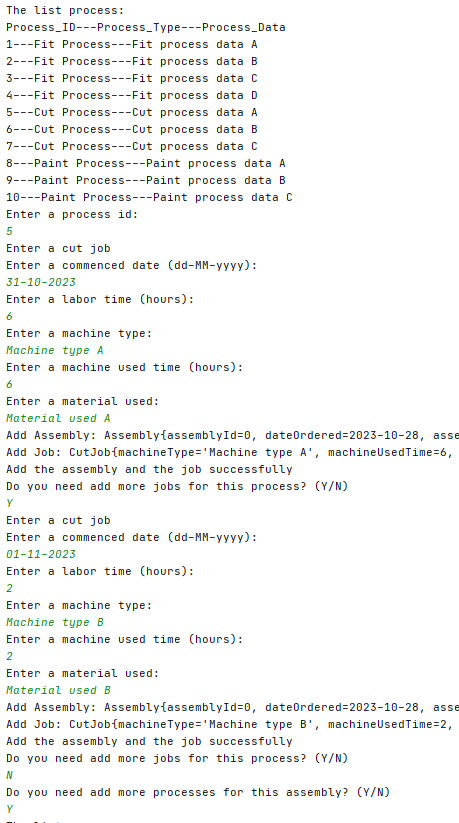 The list process:
Process_ID---Process_Type---Process_Data
1---Fit Process---Fit process data A
2---Fit Process---Fit process data B
3---Fit Process---Fit process data C
4---Fit Process---Fit process data D
5---Cut Process---Cut process data A
6---Cut Process---Cut process data B
7---Cut Process---Cut process data C
8---Paint Process---Paint process data A
9---Paint Process---Paint process data B
10---Paint Process---Paint process data C
Enter a process id:
5
Enter a cut job
Enter a commenced date (dd-MM-yyyy):
31-10-2023
Enter a labor time (hours):
6
Enter a machine type:
Machine type A
Enter a machine used time (hours):
6
Enter a material used:
Material used A
Add Assembly: Assembly{assemblyId=0, dateOrdered=2023-10-28, asse
Add Job: CutJob{machineType='Machine type A', machineUsedTime=6,
Add the assembly and the job successfully
Do you need add more jobs for this process? (Y/N)
Y
Enter a cut job
Enter a commenced date (dd-MM-yyyy):
01-11-2023
Enter a labor time (hours):
2
Enter a machine type:
Machine type B
Enter a machine used time (hours):
2
Enter a material used:
Material used B
Add Assembly: Assembly{assemblyId=0, dateOrdered=2023-10-28, asse
Add Job: CutJob{machineType='Machine type B', machineUsedTime=2,
Add the assembly and the job successfully
Do you need add more jobs for this process? (Y/N)
N
Do you need add more processes for this assembly? (Y/N)
Y